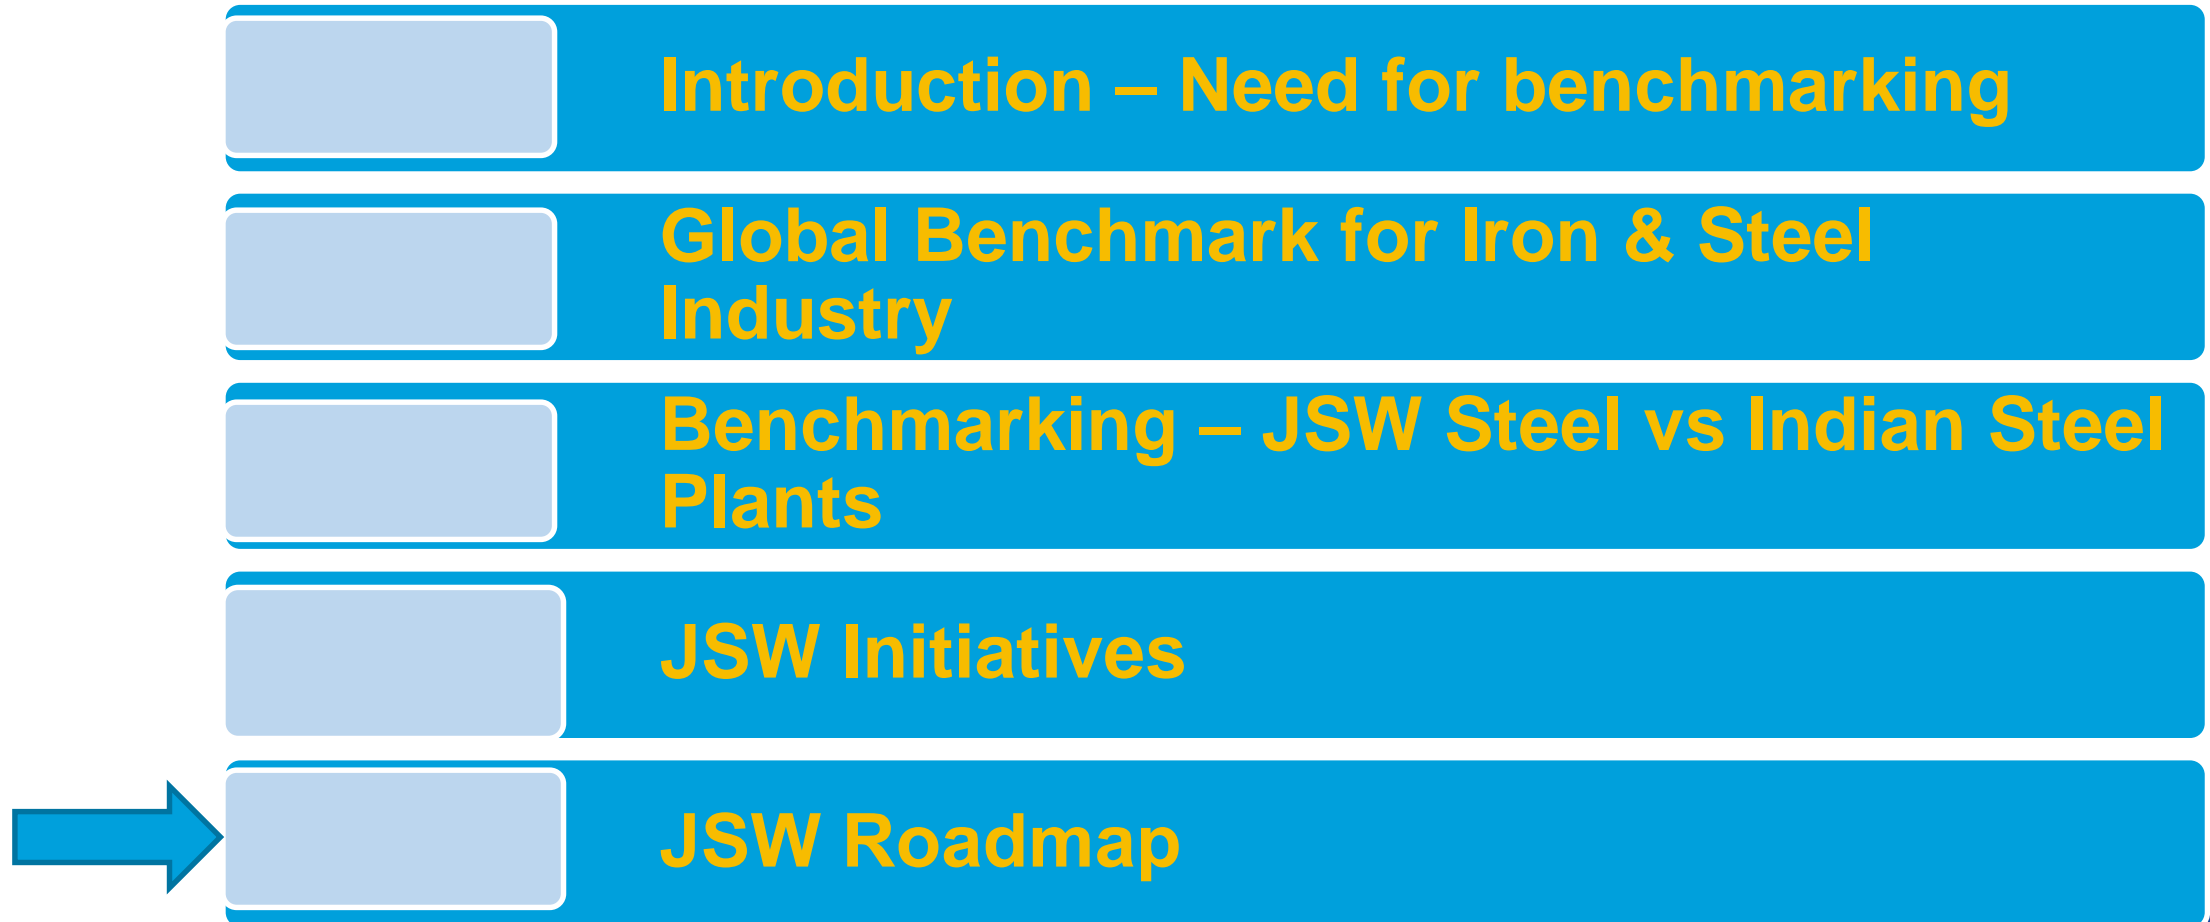 Introduction – Need for benchmarking
Global Benchmark for Iron & Steel
Industry
Benchmarking – JSW Steel vs Indian Steel
Plants
JSW Initiatives
JSW Roadmap